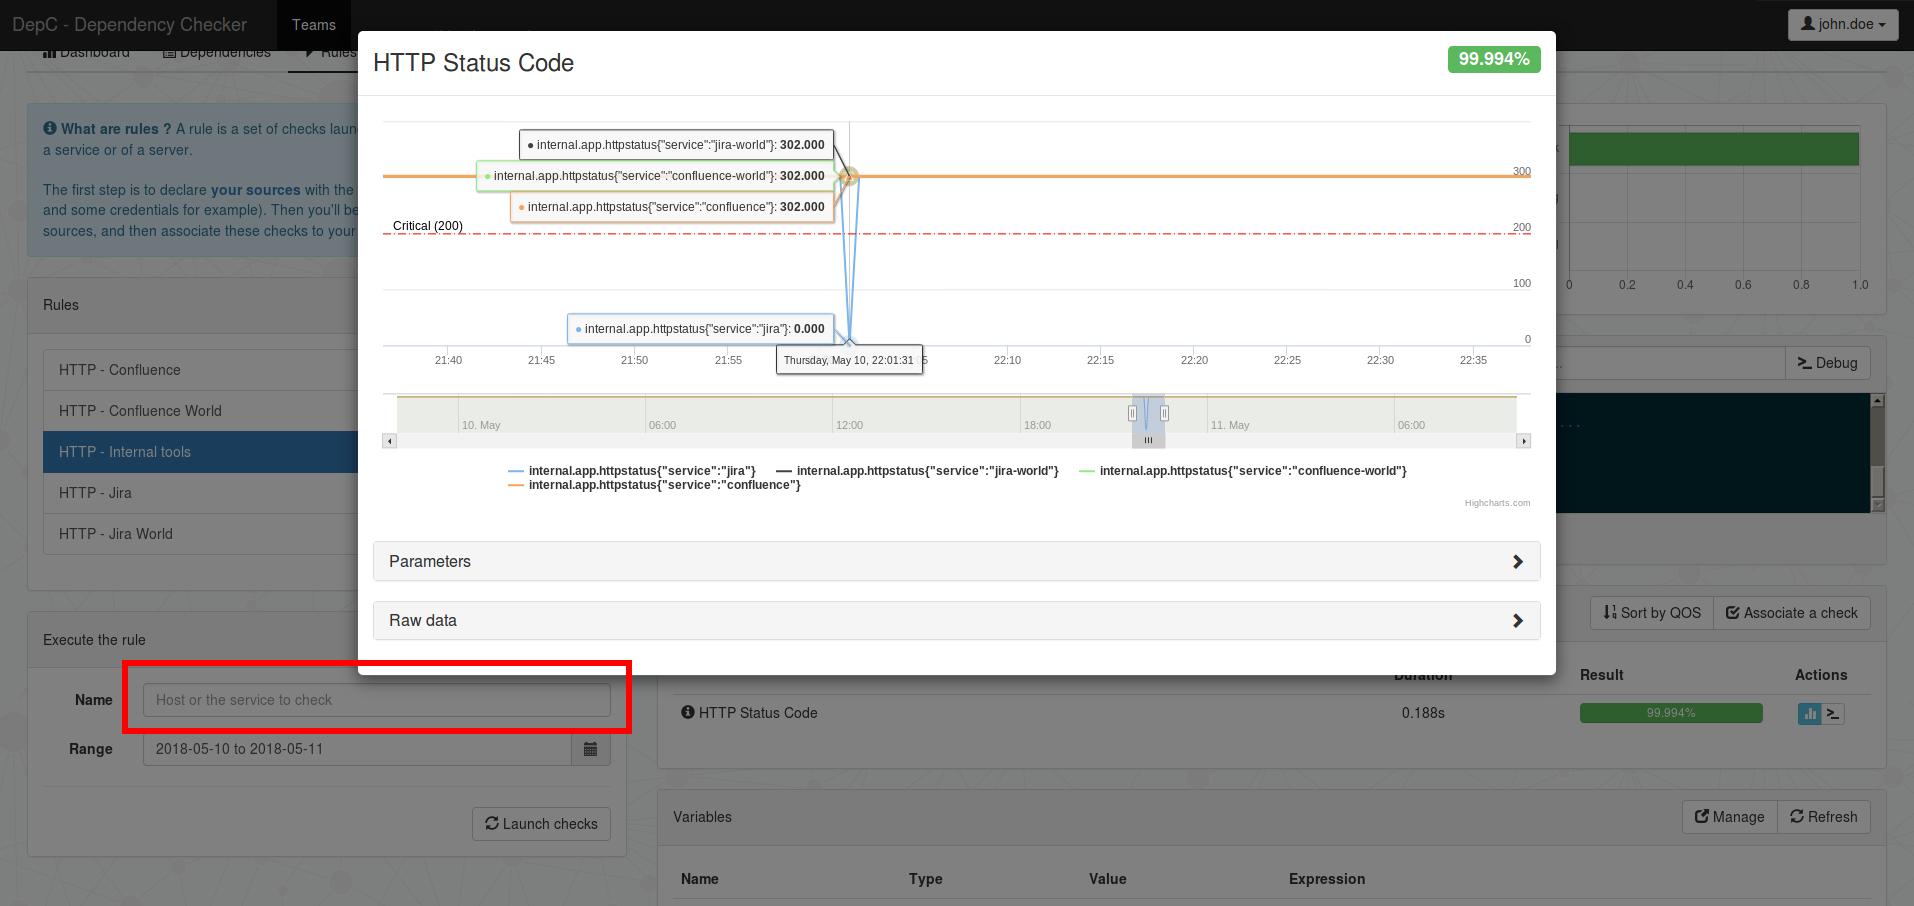 DepC - Dependency Checker
Teams
john.doe
Dashboard
Dependencies
Rules
What are rules ? A rule is a set of checks laun
a service or of a server.
The first step is to declare your sources with the
and some credentials for example). Then you'll be
sources, and then associate these checks to your
Rules
HTTP - Confluence
HTTP - Confluence World
HTTP - Internal tools
HTTP - Jira
HTTP - Jira World
Execute the rule
Name
Host or the service to check
Range
2018-05-10 to 2018-05-11
Launch checks
HTTP Status Code
99.994%
internal.app.httpstatus{"service":"jira-world"}: 302.000
internal.app.httpstatus{"service":"confluence-world"}: 302.000
internal.app.httpstatus{"service":"confluence"}: 302.000
Critical (200)
300
200
100
0
internal.app.httpstatus{"service":"jira"}: 0.000
21:40 21:45 21:50 21:55 22:10 22:15 22:20 22:25 22:30 22:35
Thursday, May 10, 22:01:31
10. May 06:00 12:00 18:00 11. May 06:00
internal.app.httpstatus{"service":"jira"} internal.app.httpstatus{"service":"jira-world"} internal.app.httpstatus{"service":"confluence-world"}
internal.app.httpstatus{"service":"confluence"}
Highcharts.com
Parameters
Raw data
0 0.2 0.4 0.6 0.8 1.0
Debug
Sort by QOS
Associate a check
Duration Result Actions
HTTP Status Code 0.188s 99.994%
Variables
Manage
Refresh
Name Type Value Expression